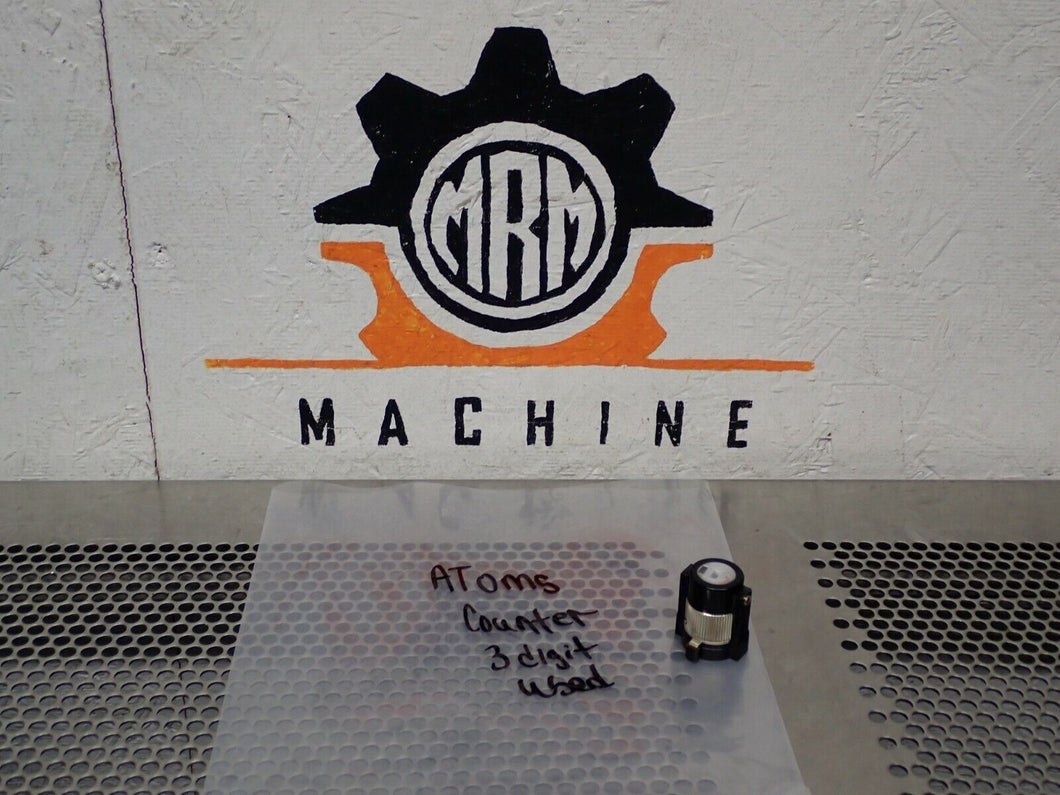 MRM
MACHINE
AToms
Counter
3 digit
used